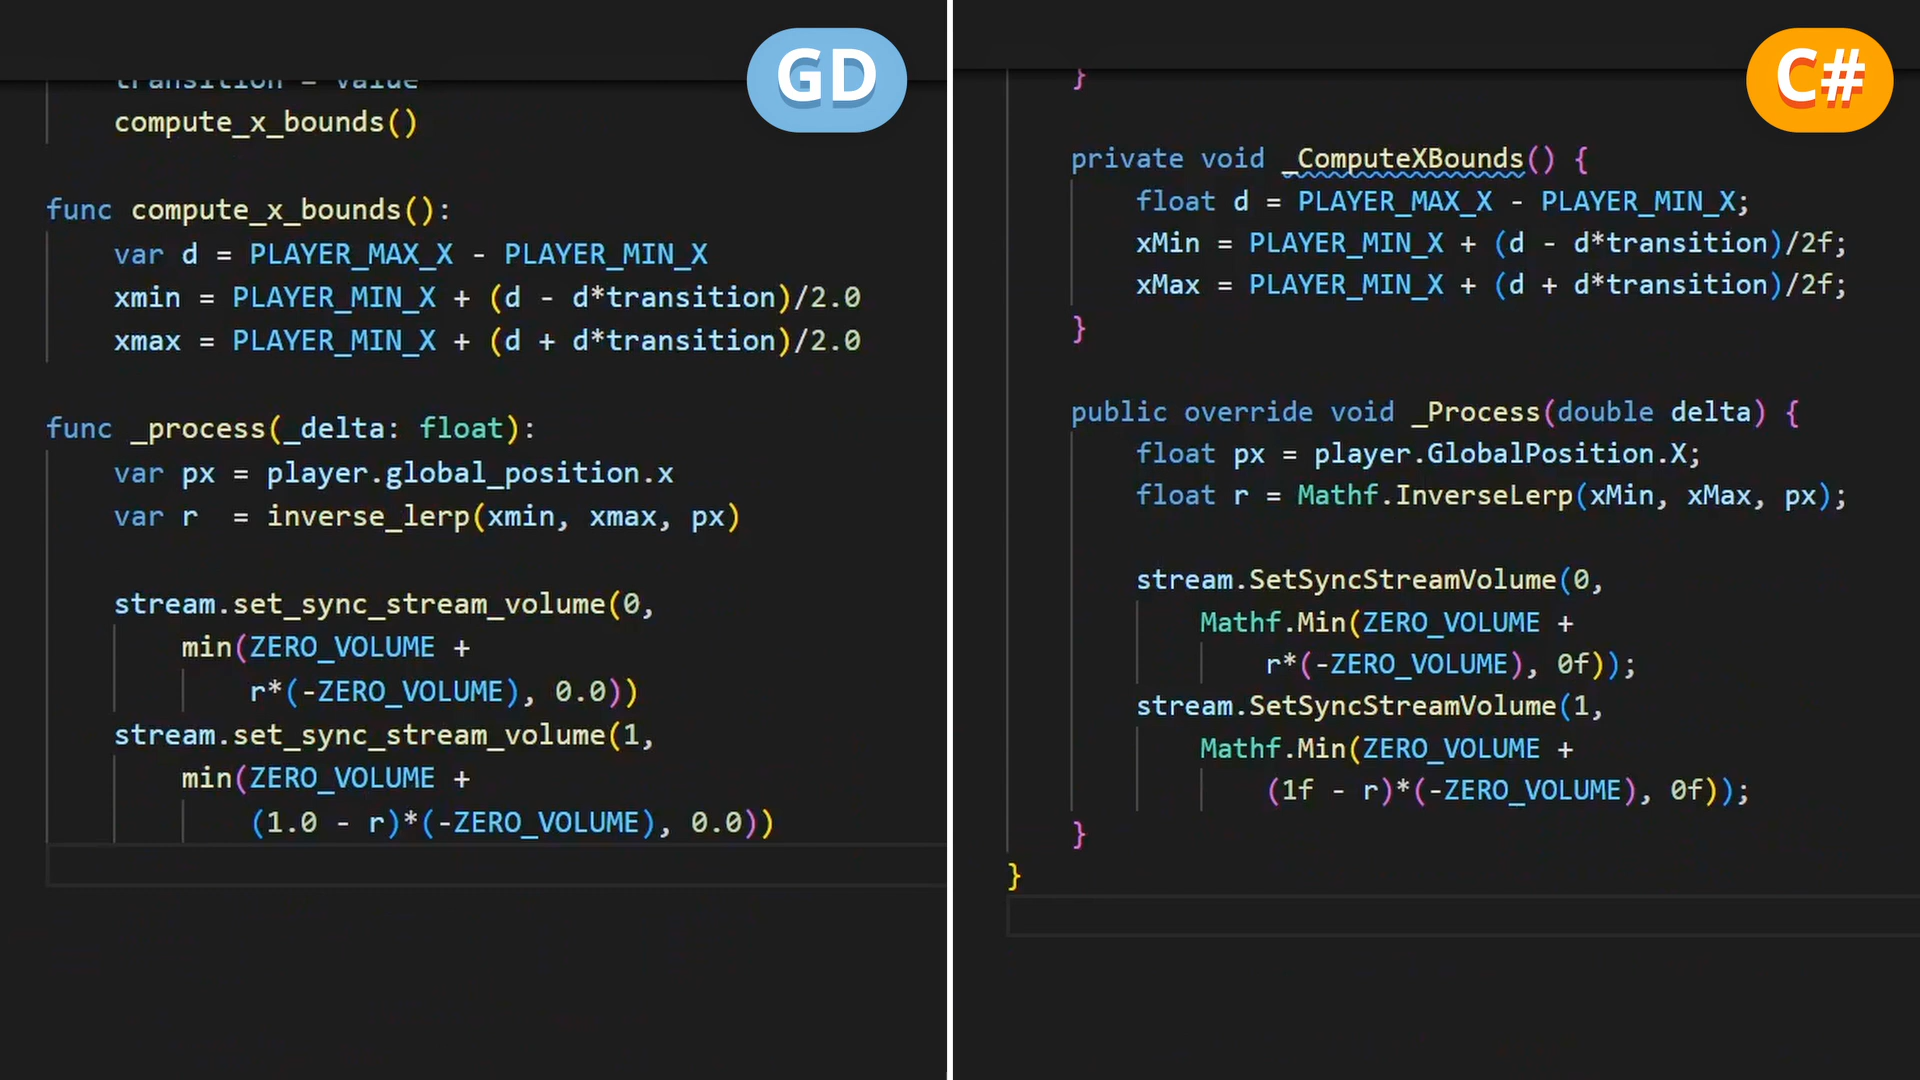 GD
transition = value
compute_x_bounds()
func compute_x_bounds():
var d = PLAYER_MAX_X - PLAYER_MIN_X
xmin = PLAYER_MIN_X + (d - d*transition)/2.0
xmax = PLAYER_MIN_X + (d + d*transition)/2.0
func _process(_delta: float):
var px = player.global_position.x
var r  = inverse_lerp(xmin, xmax, px)
stream.set_sync_stream_volume(0,
min(ZERO_VOLUME +
r*(-ZERO_VOLUME), 0.0))
stream.set_sync_stream_volume(1,
min(ZERO_VOLUME +
(1.0 - r)*(-ZERO_VOLUME), 0.0))
C#
}
private void _ComputeXBounds() {
float d = PLAYER_MAX_X - PLAYER_MIN_X;
xMin = PLAYER_MIN_X + (d - d*transition)/2f;
xMax = PLAYER_MIN_X + (d + d*transition)/2f;
}
public override void _Process(double delta) {
float px = player.GlobalPosition.X;
float r = Mathf.InverseLerp(xMin, xMax, px);
stream.SetSyncStreamVolume(0,
Mathf.Min(ZERO_VOLUME +
r*(-ZERO_VOLUME), 0f));
stream.SetSyncStreamVolume(1,
Mathf.Min(ZERO_VOLUME +
(1f - r)*(-ZERO_VOLUME), 0f));
}
}